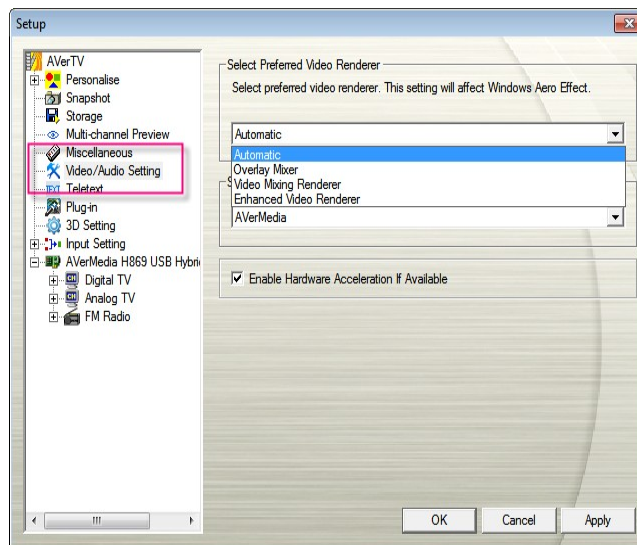 Setup
AVerTV
Personalise
Snapshot
Storage
Multi-channel Preview
Miscellaneous
Video/Audio Setting
TEXT Teletext
Plug-in
3D Setting
Input Setting
AVerMedia H869 USB Hybri
CH Digital TV
CH Analog TV
FM Radio
Select Preferred Video Renderer
Select preferred video renderer. This setting will affect Windows Aero Effect.
Automatic
Automatic
Overlay Mixer
Video Mixing Renderer
Enhanced Video Renderer
AVerMedia
Enable Hardware Acceleration If Available
OK Cancel Apply